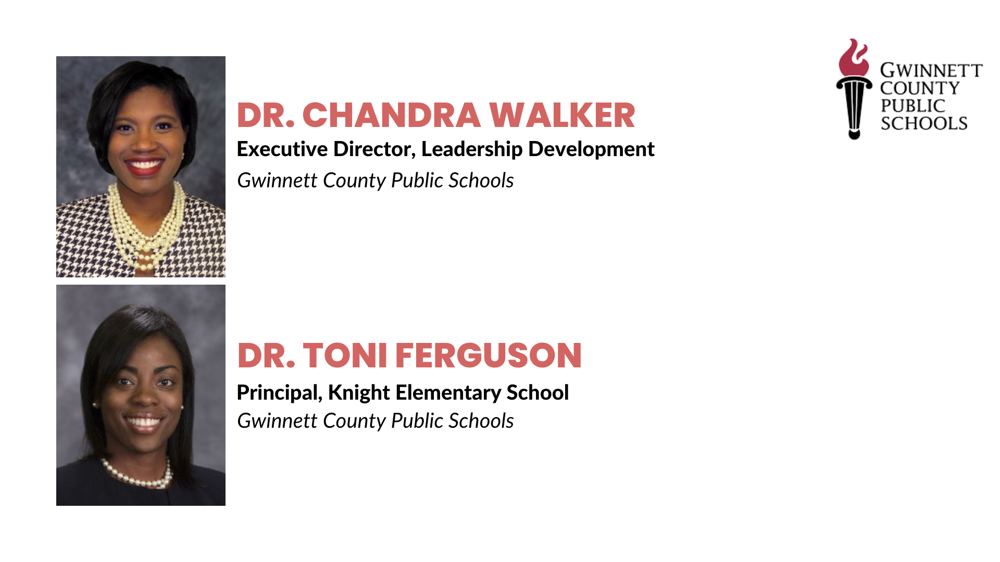 GWINNETT
COUNTY
PUBLIC
SCHOOLS
DR. CHANDRA WALKER
Executive Director, Leadership Development
Gwinnett County Public Schools
DR. TONI FERGUSON
Principal, Knight Elementary School
Gwinnett County Public Schools